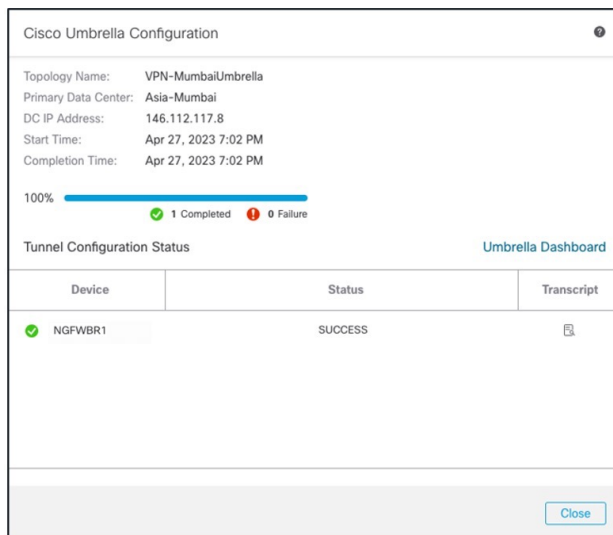 Cisco Umbrella Configuration ?
Topology Name: VPN-MumbaiUmbrella
Primary Data Center: Asia-Mumbai
DC IP Address: 146.112.117.8
Start Time: Apr 27, 2023 7:02 PM
Completion Time: Apr 27, 2023 7:02 PM
100%
1 Completed ! 0 Failure
Tunnel Configuration Status Umbrella Dashboard
Device Status Transcript
NGFWBR1 SUCCESS
Close